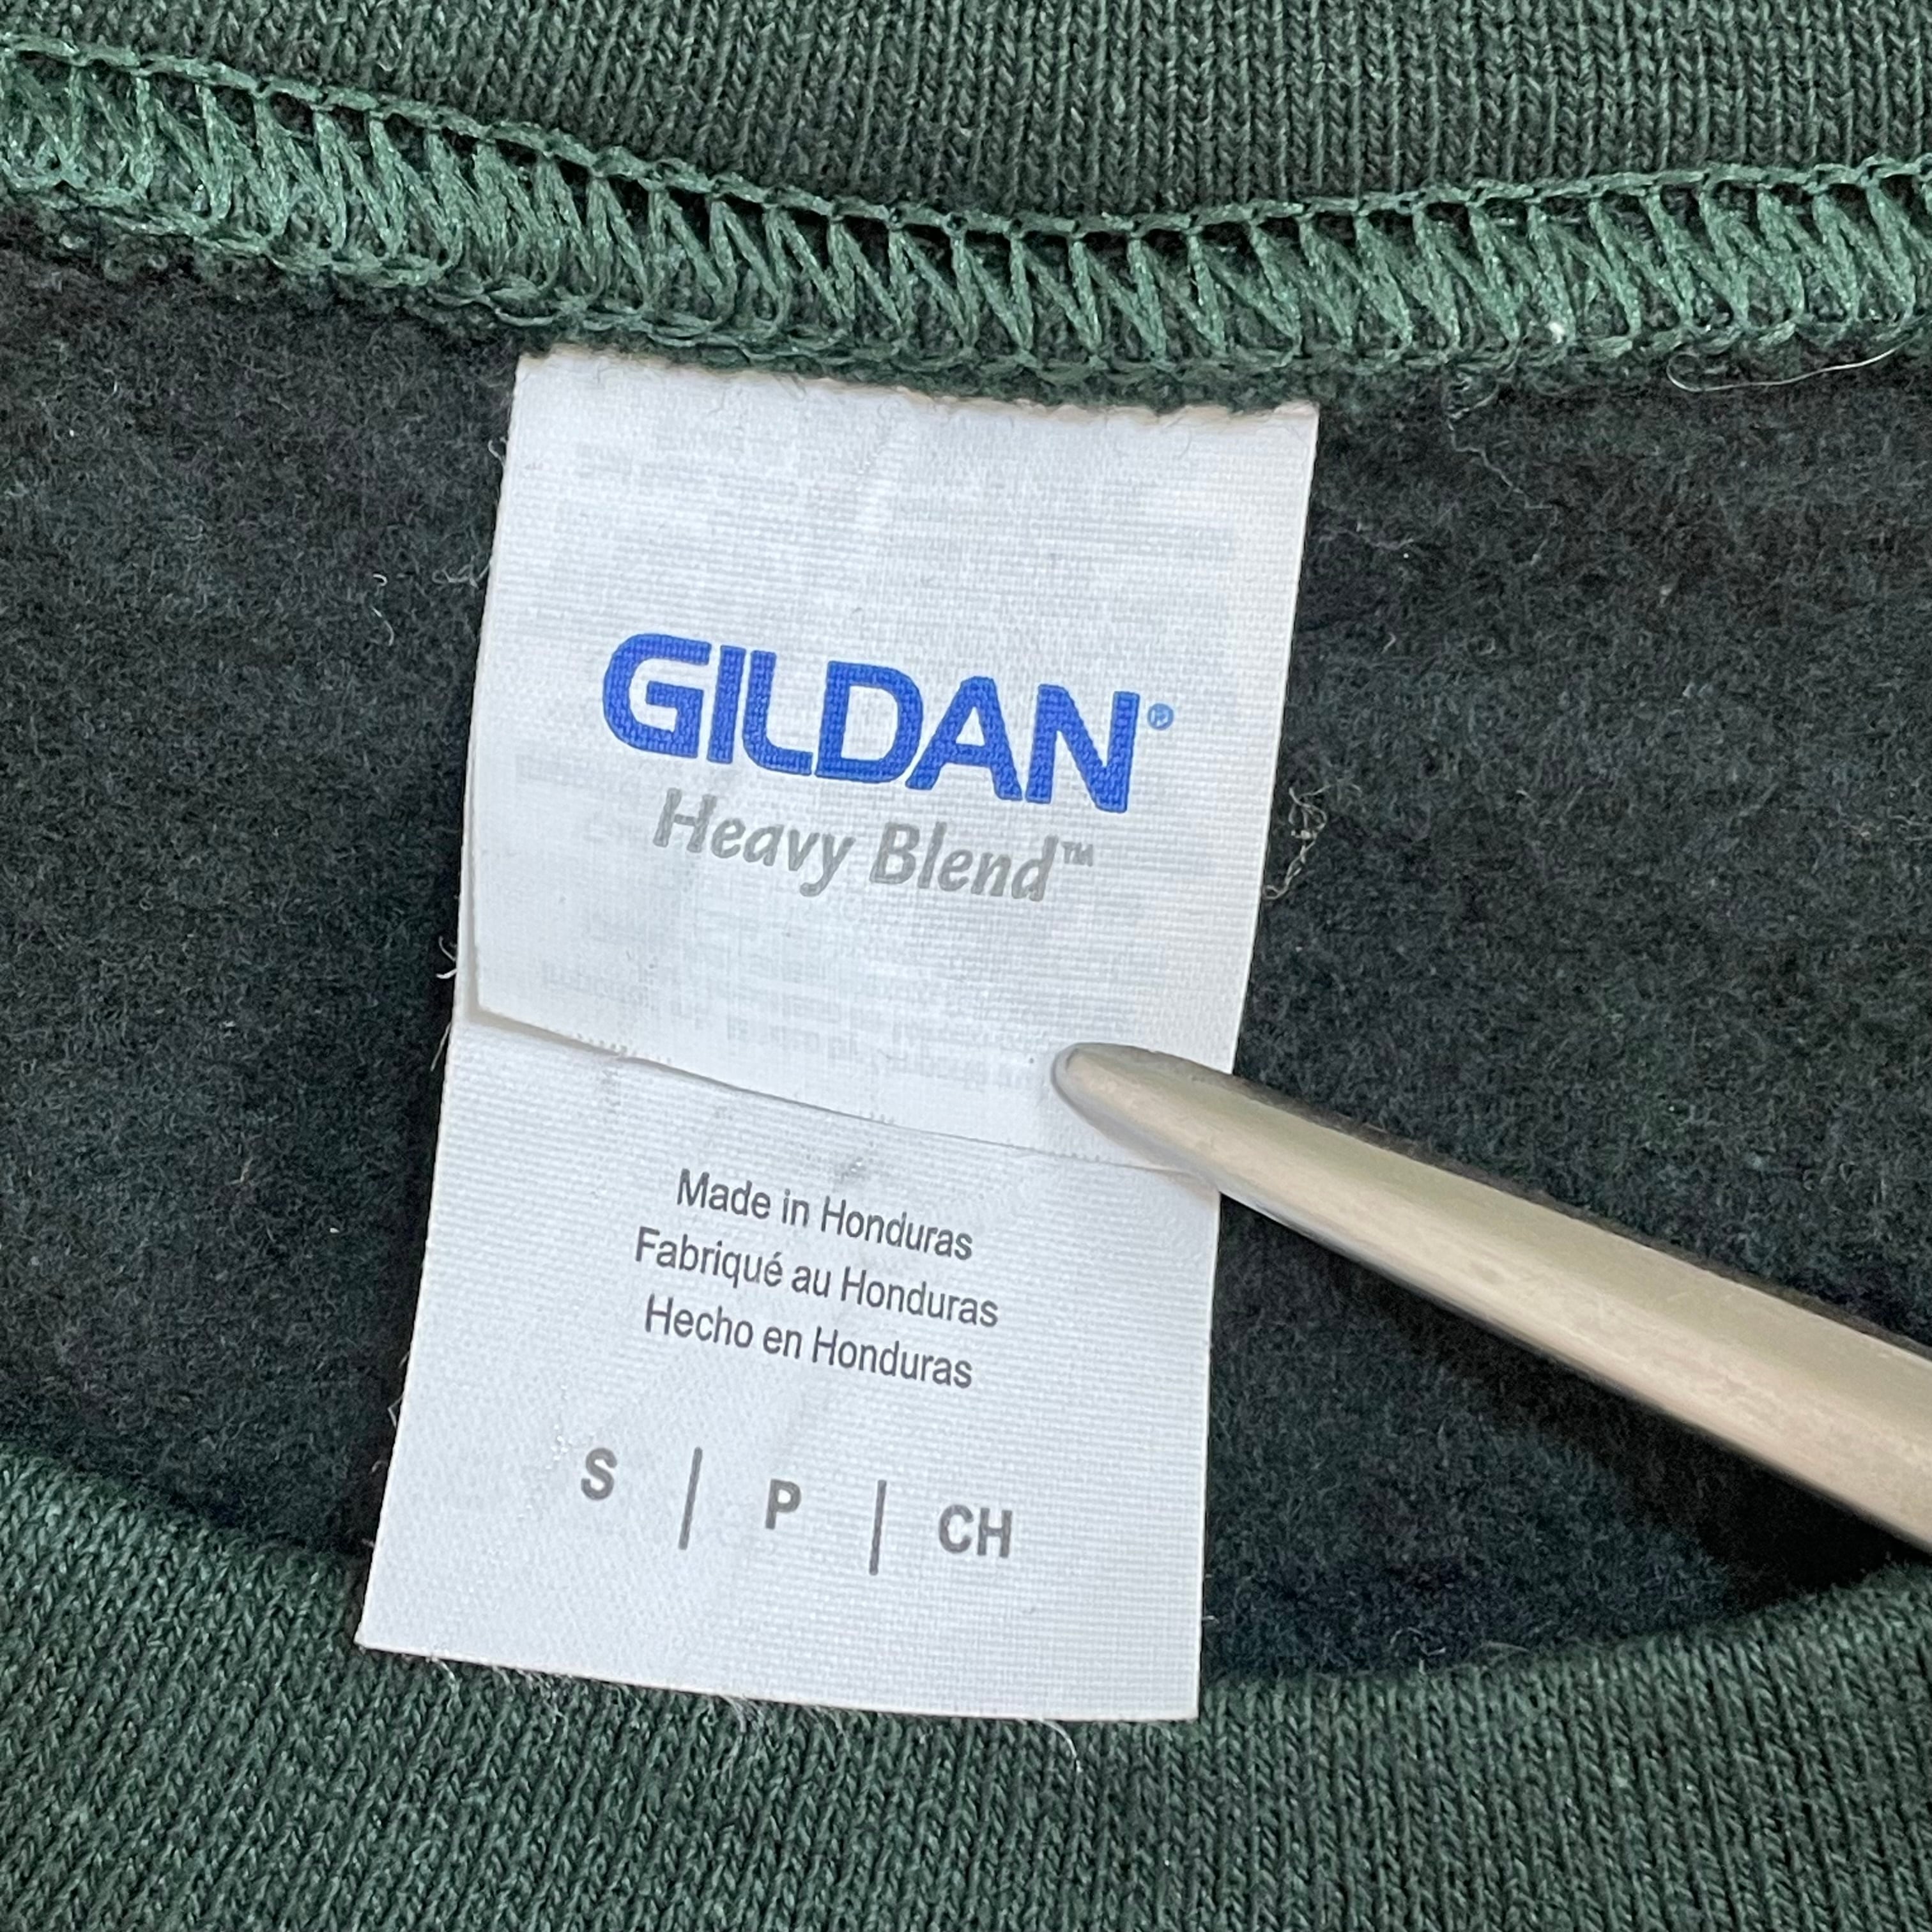 GILDAN®
Heavy Blend™
Made in Honduras
Fabriqué au Honduras
Hecho en Honduras
S | P | CH